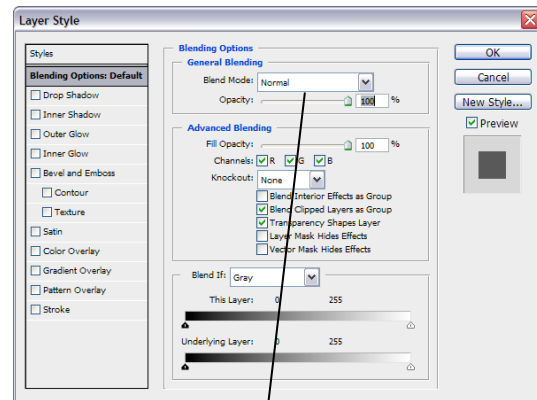 Layer Style
Styles
Blending Options: Default
Drop Shadow
Inner Shadow
Outer Glow
Inner Glow
Bevel and Emboss
Contour
Texture
Satin
Color Overlay
Gradient Overlay
Pattern Overlay
Stroke
Blending Options
General Blending
Blend Mode: Normal
Opacity: 100 %
Advanced Blending
Fill Opacity: 100 %
Channels: R G B
Knockout: None
Blend Interior Effects as Group
Blend Clipped Layers as Group
Transparency Shapes Layer
Layer Mask Hides Effects
Vector Mask Hides Effects
Blend If: Gray
This Layer: 0 255
Underlying Layer: 0 255
OK
Cancel
New Style...
Preview